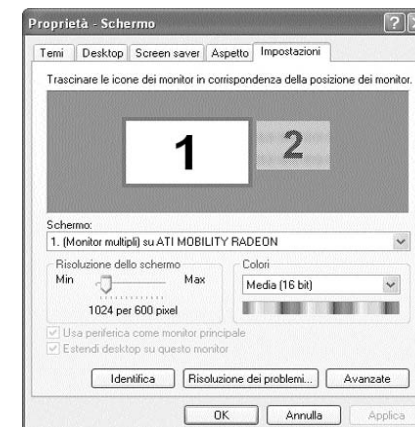 Proprietà - Schermo
Temi Desktop Screen saver Aspetto Impostazioni
Trascinare le icone dei monitor in corrispondenza della posizione dei monitor.
1 2
Schermo:
1. (Monitor multipli) su ATI MOBILITY RADEON
Risoluzione dello schermo Colori
Min Max Media (16 bit)
1024 per 600 pixel
Usa periferica come monitor principale
Estendi desktop su questo monitor
Identifica Risoluzione dei problemi... Avanzate
OK Annulla Applica